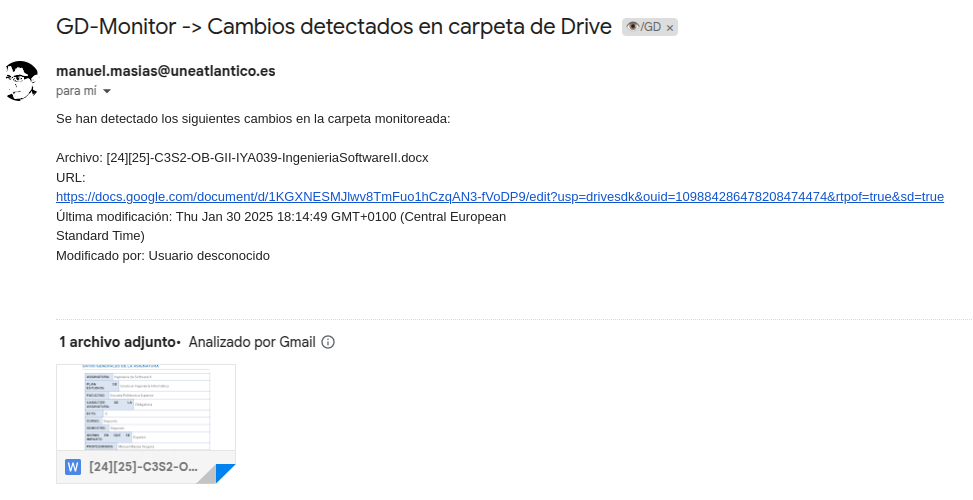 GD-Monitor -> Cambios detectados en carpeta de Drive
/GD ×
manuel.masias@uneatlantico.es
para mí
Se han detectado los siguientes cambios en la carpeta monitoreada:
Archivo: [24][25]-C3S2-OB-GII-IYA039-IngenieriaSoftwareII.docx
URL:
https://docs.google.com/document/d/1KGXNESMJlwv8TmFuo1hCzqAN3-fVoDP9/edit?usp=drivesdk&ouid=109884286478208474474&rtpof=true&sd=true
Última modificación: Thu Jan 30 2025 18:14:49 GMT+0100 (Central European
Standard Time)
Modificado por: Usuario desconocido
1 archivo adjunto• Analizado por Gmail
W [24][25]-C3S2-O...